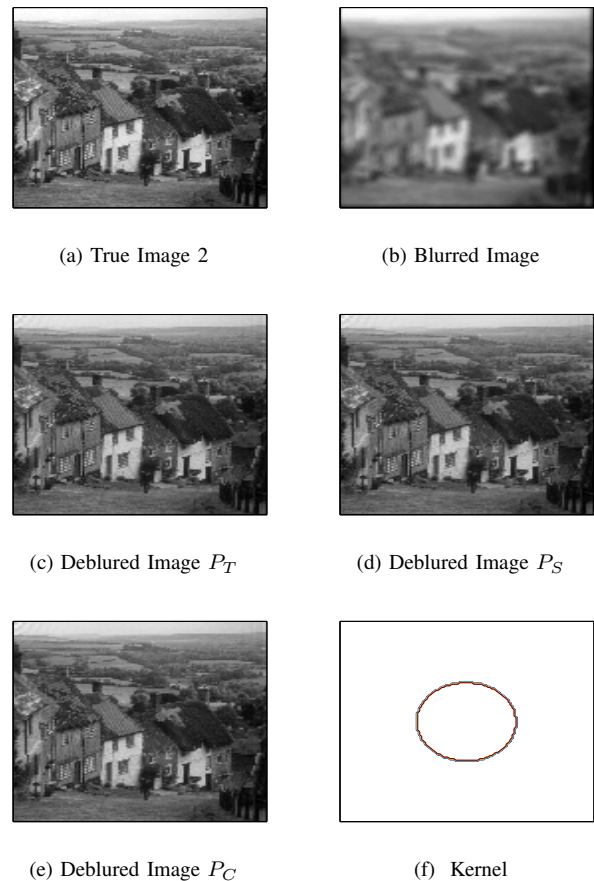 (a) True Image 2
(b) Blurred Image
(c) Deblured Image P_T
(d) Deblured Image P_S
(e) Deblured Image P_C
(f) Kernel